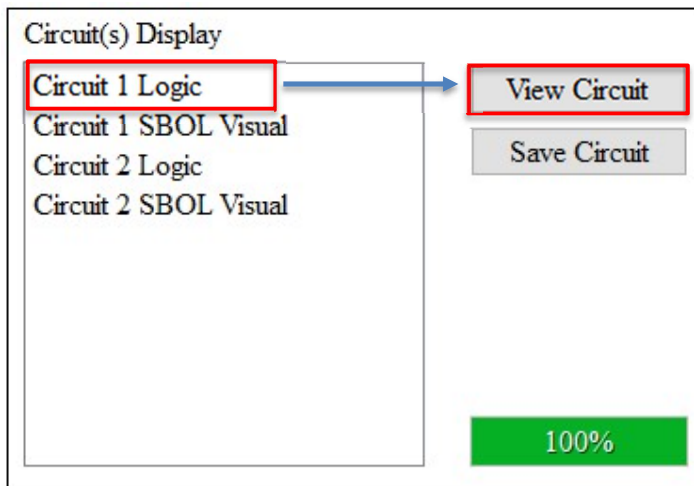 Circuit(s) Display
Circuit 1 Logic
Circuit 1 SBOL Visual
Circuit 2 Logic
Circuit 2 SBOL Visual
View Circuit
Save Circuit
100%